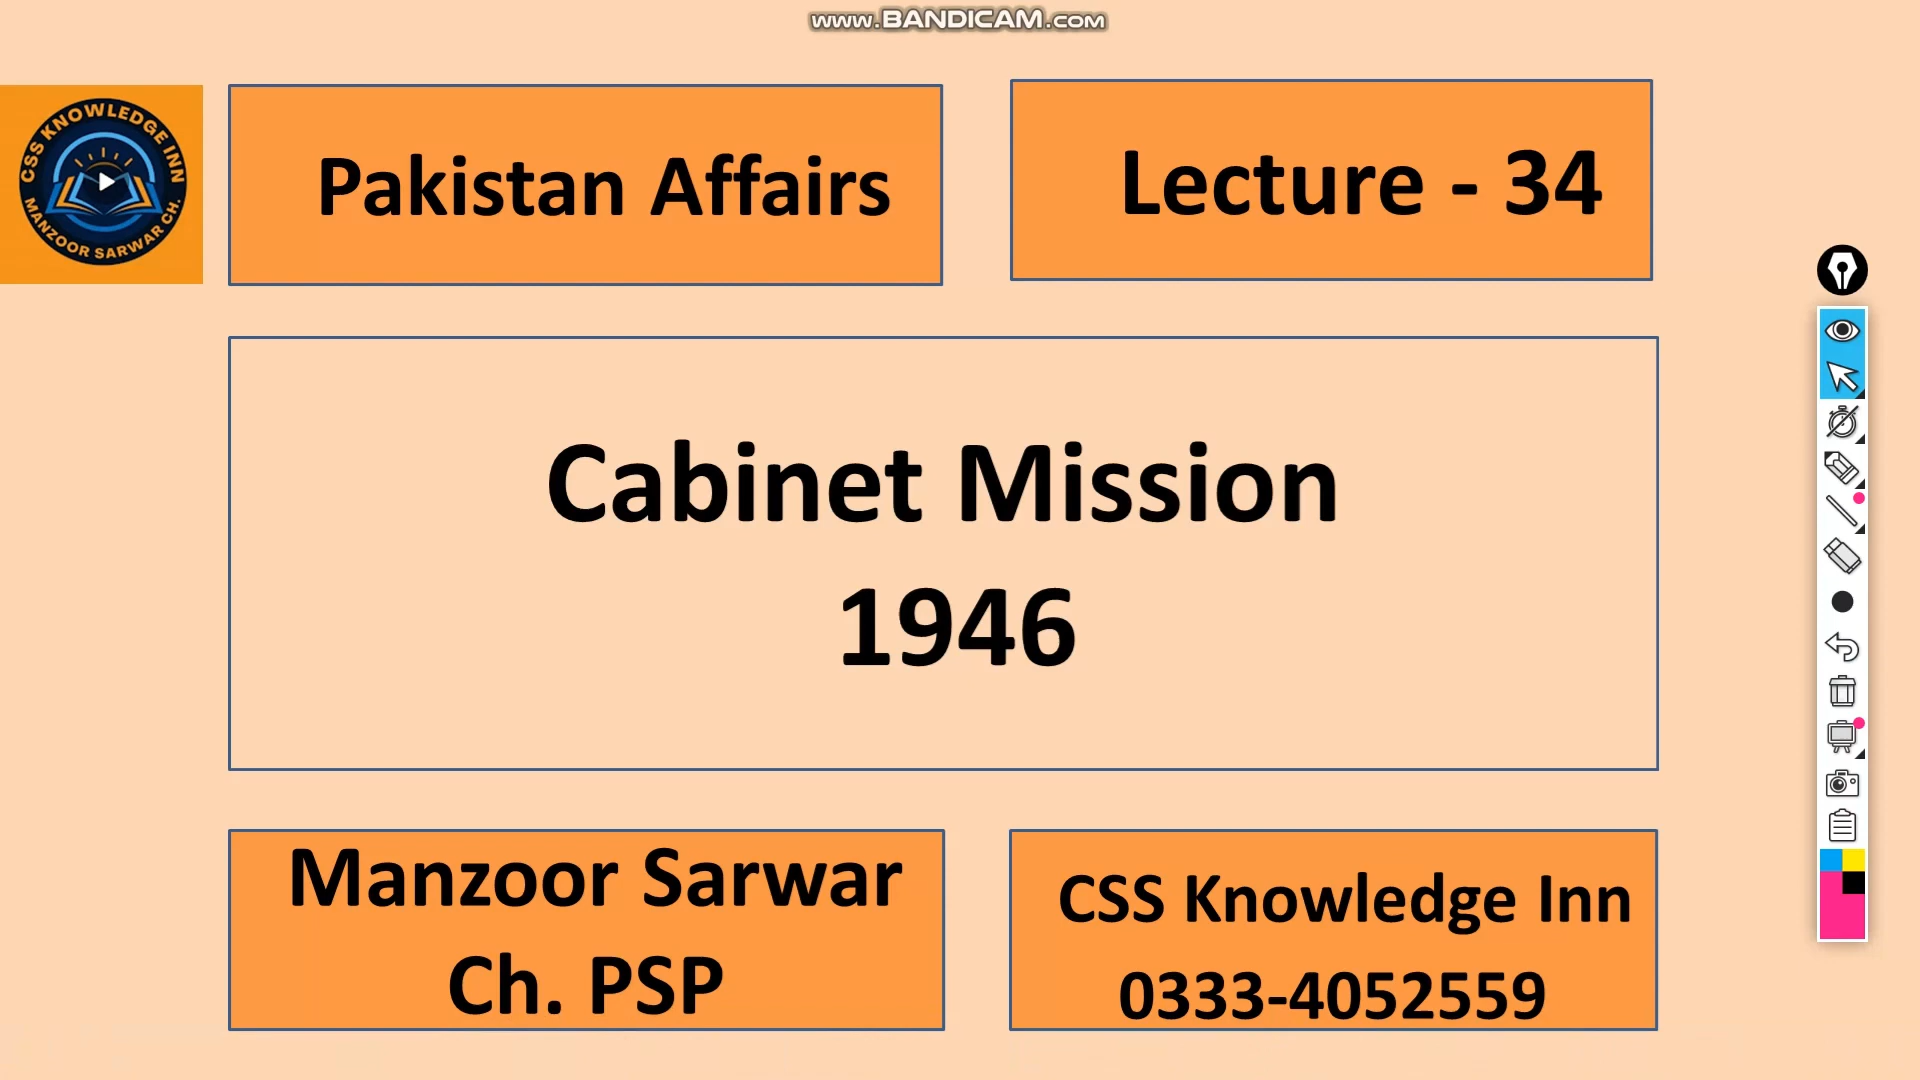 www.BANDICAM.com
CSS KNOWLEDGE INN
MANZOOR SARWAR CH.
Pakistan Affairs
Lecture - 34
Cabinet Mission
1946
Manzoor Sarwar
Ch. PSP
CSS Knowledge Inn
0333-4052559